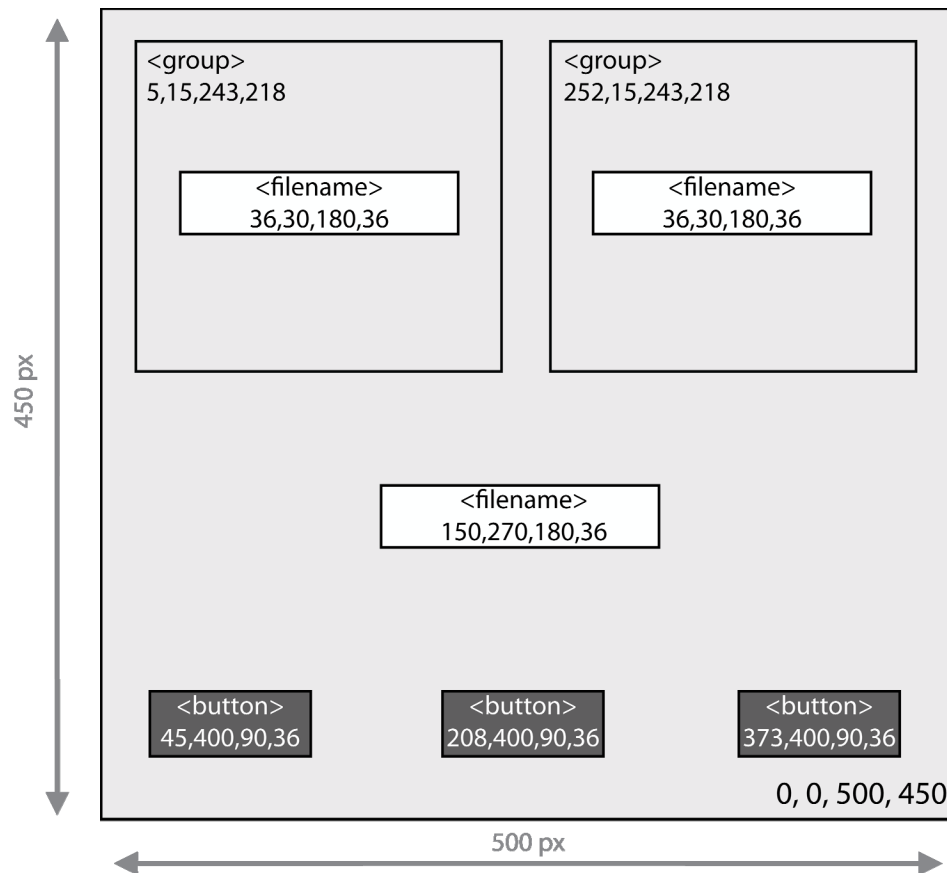 <group>
5,15,243,218
<filename>
36,30,180,36
<group>
252,15,243,218
<filename>
36,30,180,36
450 px
<filename>
150,270,180,36
<button>
45,400,90,36
<button>
208,400,90,36
<button>
373,400,90,36
0, 0, 500, 450
500 px